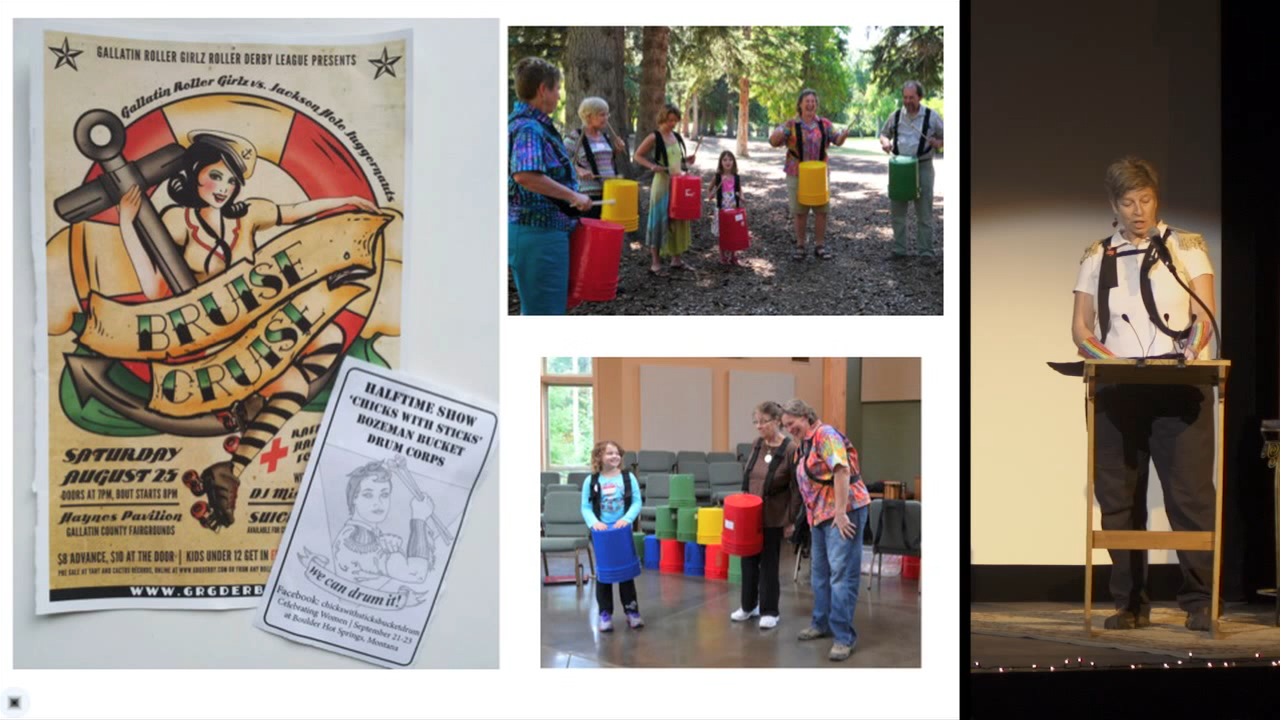 GALLATIN ROLLER GIRLZ ROLLER DERBY LEAGUE PRESENTS
Gallatin Roller Girlz vs. Jackson Hole Juggernauts
BRUISE
CRUISE
SATURDAY
AUGUST 25
DOORS AT 7PM, BOUT STARTS 8PM
Haynes Pavilion
GALLATIN COUNTY FAIRGROUNDS
$8 ADVANCE, $10 AT THE DOOR | KIDS UNDER 12 GET IN
WWW.GRGDERB
HALFTIME SHOW
'CHICKS WITH STICKS'
BOZEMAN BUCKET
DRUM CORPS
we can drum it!
Facebook: chickswithsticksbucketdrum
Celebrating Women | September 21-23
at Boulder Hot Springs, Montana